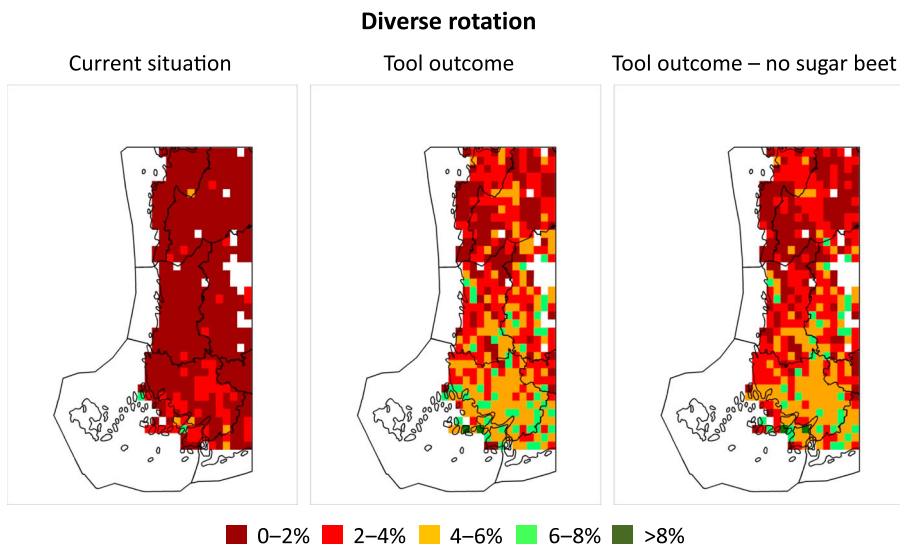 Diverse rotation
Current situation Tool outcome Tool outcome – no sugar beet
0–2% 2–4% 4–6% 6–8% >8%